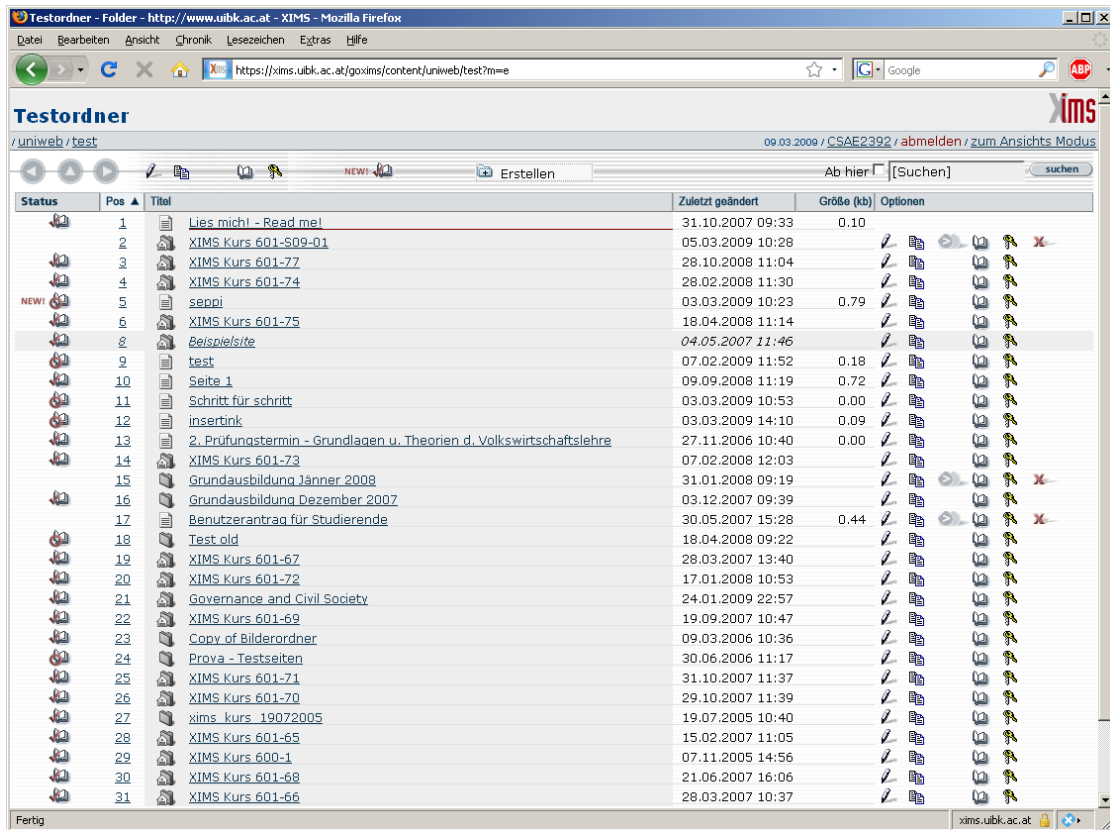 Testordner - Folder - http://www.uibk.ac.at - XIMS - Mozilla Firefox
Datei Bearbeiten Ansicht Chronik Lesezeichen Extras Hilfe
Xims https://xims.uibk.ac.at/goxims/content/uniweb/test?m=e G Google ABP
Testordner Xims
/ uniweb / test 09.03.2009 / CSAE2392 / abmelden / zum Ansichts Modus
NEW! Erstellen Ab hier [Suchen] suchen
Status Pos ▲ Titel Zuletzt geändert Größe (kb) Optionen
1 Lies mich! - Read me! 31.10.2007 09:33 0.10
2 XIMS Kurs 601-S09-01 05.03.2009 10:28
3 XIMS Kurs 601-77 28.10.2008 11:04
4 XIMS Kurs 601-74 28.02.2008 11:30
NEW! 5 seppi 03.03.2009 10:23 0.79
6 XIMS Kurs 601-75 18.04.2008 11:14
8 Beispielsite 04.05.2007 11:46
9 test 07.02.2009 11:52 0.18
10 Seite 1 09.09.2008 11:19 0.72
11 Schritt für schritt 03.03.2009 10:53 0.00
12 insertink 03.03.2009 14:10 0.09
13 2. Prüfungstermin - Grundlagen u. Theorien d. Volkswirtschaftslehre 27.11.2006 10:40 0.00
14 XIMS Kurs 601-73 07.02.2008 12:03
15 Grundausbildung Jänner 2008 31.01.2008 09:19
16 Grundausbildung Dezember 2007 03.12.2007 09:39
17 Benutzerantrag für Studierende 30.05.2007 15:28 0.44
18 Test old 18.04.2008 09:22
19 XIMS Kurs 601-67 28.03.2007 13:40
20 XIMS Kurs 601-72 17.01.2008 10:53
21 Governance and Civil Society 24.01.2009 22:57
22 XIMS Kurs 601-69 19.09.2007 10:47
23 Copy of Bilderordner 09.03.2006 10:36
24 Prova - Testseiten 30.06.2006 11:17
25 XIMS Kurs 601-71 31.10.2007 11:37
26 XIMS Kurs 601-70 29.10.2007 11:39
27 xims_kurs_19072005 19.07.2005 10:40
28 XIMS Kurs 601-65 15.02.2007 11:05
29 XIMS Kurs 600-1 07.11.2005 14:56
30 XIMS Kurs 601-68 21.06.2007 16:06
31 XIMS Kurs 601-66 28.03.2007 10:37
Fertig xims.uibk.ac.at